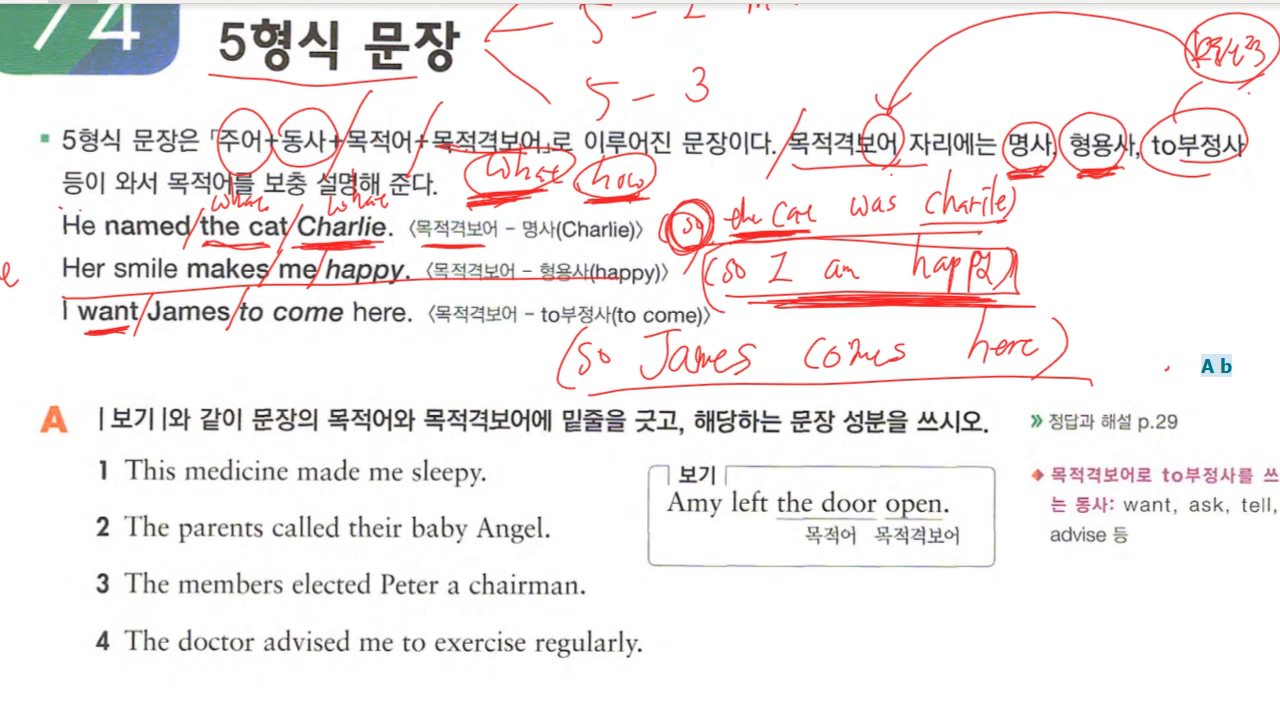 74
5형식 문장
5 -
5 - 3
▪ 5형식 문장은 「주어+동사+목적어+목적격보어」로 이루어진 문장이다. 목적격보어 자리에는 명사, 형용사, to부정사
등이 와서 목적어를 보충 설명해 준다.
what how
what what
He named the cat Charlie. 〈목적격보어 – 명사(Charlie)〉
(so the cat was charile)
Her smile makes me happy. 〈목적격보어 – 형용사(happy)〉
(so I am happy)
I want James to come here. 〈목적격보어 – to부정사(to come)〉
(so James comes here)
A b
A |보기|와 같이 문장의 목적어와 목적격보어에 밑줄을 긋고, 해당하는 문장 성분을 쓰시오.
» 정답과 해설 p.29
1 This medicine made me sleepy.
2 The parents called their baby Angel.
3 The members elected Peter a chairman.
4 The doctor advised me to exercise regularly.
보기
Amy left the door open.
목적어 목적격보어
◆ 목적격보어로 to부정사를 쓰
는 동사: want, ask, tell,
advise 등